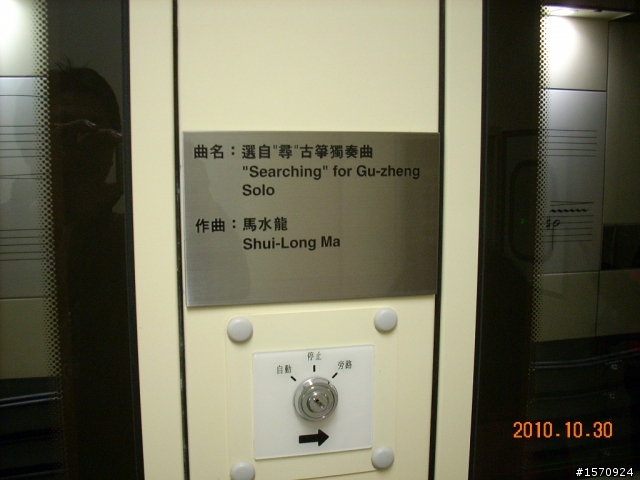 曲名：選自"尋"古箏獨奏曲
"Searching" for Gu-zheng
Solo
作曲：馬水龍
Shui-Long Ma
自動
停止
旁路
2010.10.30
#1570924